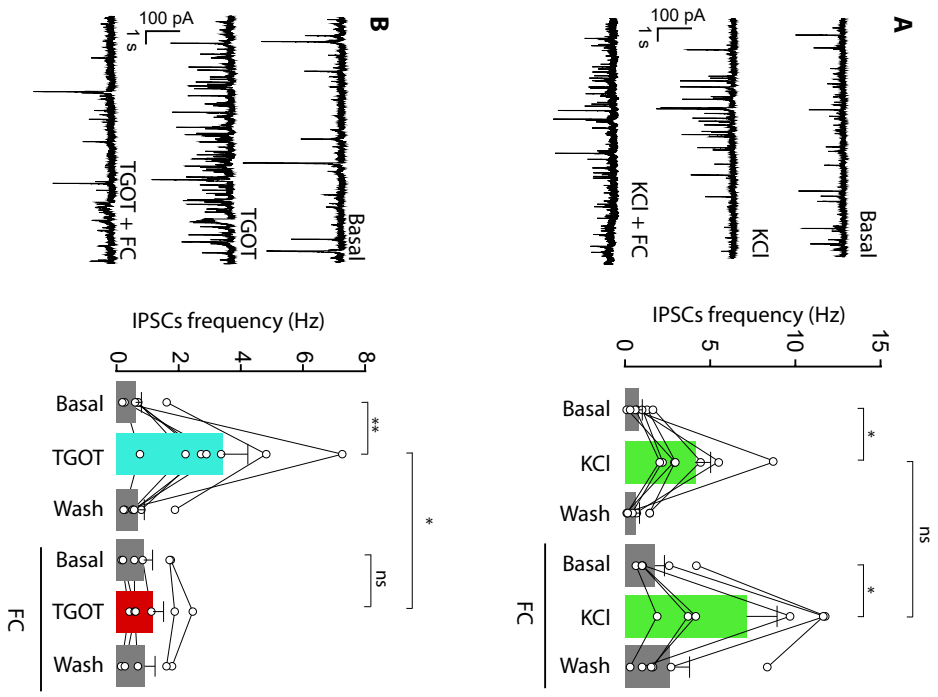 A
100 pA
1 s
Basal
KCl
KCl + FC
IPSCs frequency (Hz)
0
5
10
15
*
ns
*
Basal
KCl
Wash
Basal
KCl
Wash
FC
B
100 pA
1 s
Basal
TGOT
TGOT + FC
IPSCs frequency (Hz)
0
2
4
6
8
**
*
ns
Basal
TGOT
Wash
Basal
TGOT
Wash
FC